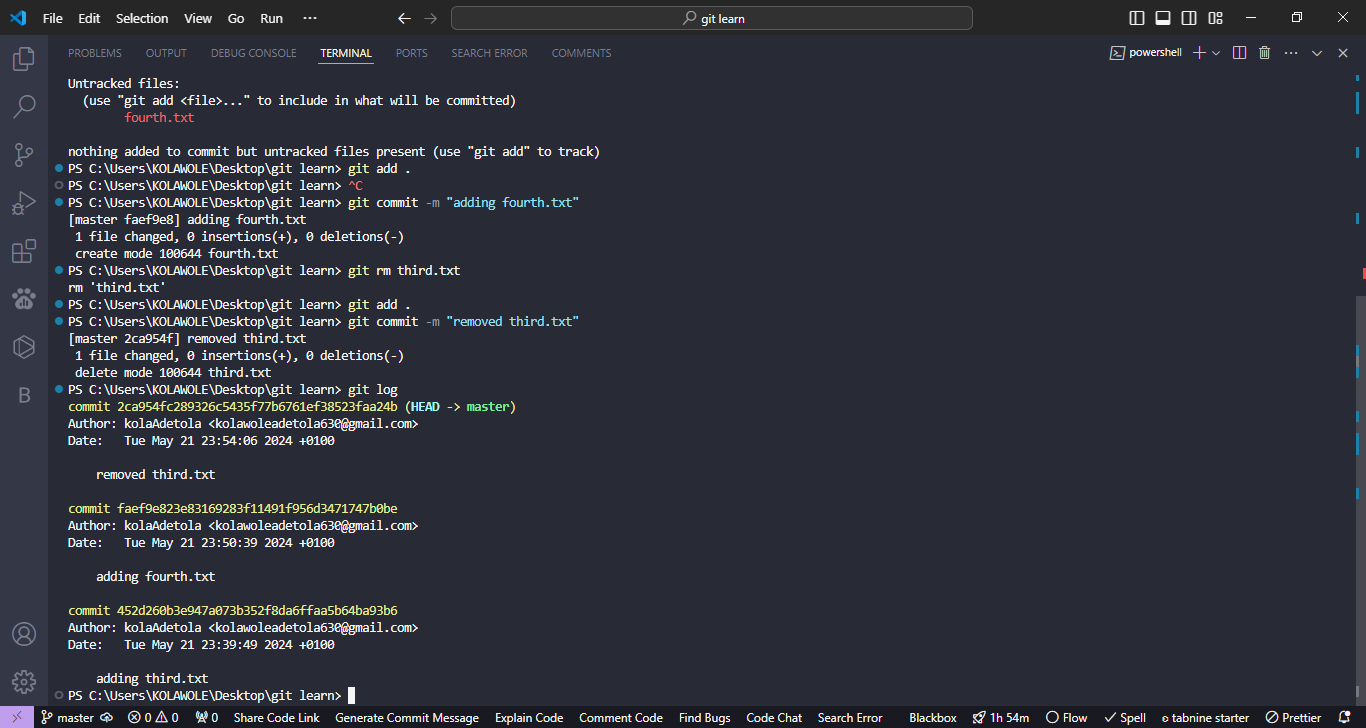 File Edit Selection View Go Run ··· git learn
PROBLEMS OUTPUT DEBUG CONSOLE TERMINAL PORTS SEARCH ERROR COMMENTS powershell
Untracked files:
  (use "git add <file>..." to include in what will be committed)
        fourth.txt
nothing added to commit but untracked files present (use "git add" to track)
PS C:\Users\KOLAWOLE\Desktop\git learn> git add .
PS C:\Users\KOLAWOLE\Desktop\git learn> ^C
PS C:\Users\KOLAWOLE\Desktop\git learn> git commit -m "adding fourth.txt"
[master faef9e8] adding fourth.txt
 1 file changed, 0 insertions(+), 0 deletions(-)
 create mode 100644 fourth.txt
PS C:\Users\KOLAWOLE\Desktop\git learn> git rm third.txt
rm 'third.txt'
PS C:\Users\KOLAWOLE\Desktop\git learn> git add .
PS C:\Users\KOLAWOLE\Desktop\git learn> git commit -m "removed third.txt"
[master 2ca954f] removed third.txt
 1 file changed, 0 insertions(+), 0 deletions(-)
 delete mode 100644 third.txt
PS C:\Users\KOLAWOLE\Desktop\git learn> git log
commit 2ca954fc289326c5435f77b6761ef38523faa24b (HEAD -> master)
Author: kolaAdetola <kolawoleadetola630@gmail.com>
Date:   Tue May 21 23:54:06 2024 +0100
    removed third.txt
commit faef9e823e83169283f11491f956d3471747b0be
Author: kolaAdetola <kolawoleadetola630@gmail.com>
Date:   Tue May 21 23:50:39 2024 +0100
    adding fourth.txt
commit 452d260b3e947a073b352f8da6ffaa5b64ba93b6
Author: kolaAdetola <kolawoleadetola630@gmail.com>
Date:   Tue May 21 23:39:49 2024 +0100
    adding third.txt
PS C:\Users\KOLAWOLE\Desktop\git learn>
B
master 0 0 0 Share Code Link Generate Commit Message Explain Code Comment Code Find Bugs Code Chat Search Error Blackbox 1h 54m Flow Spell tabnine starter Prettier